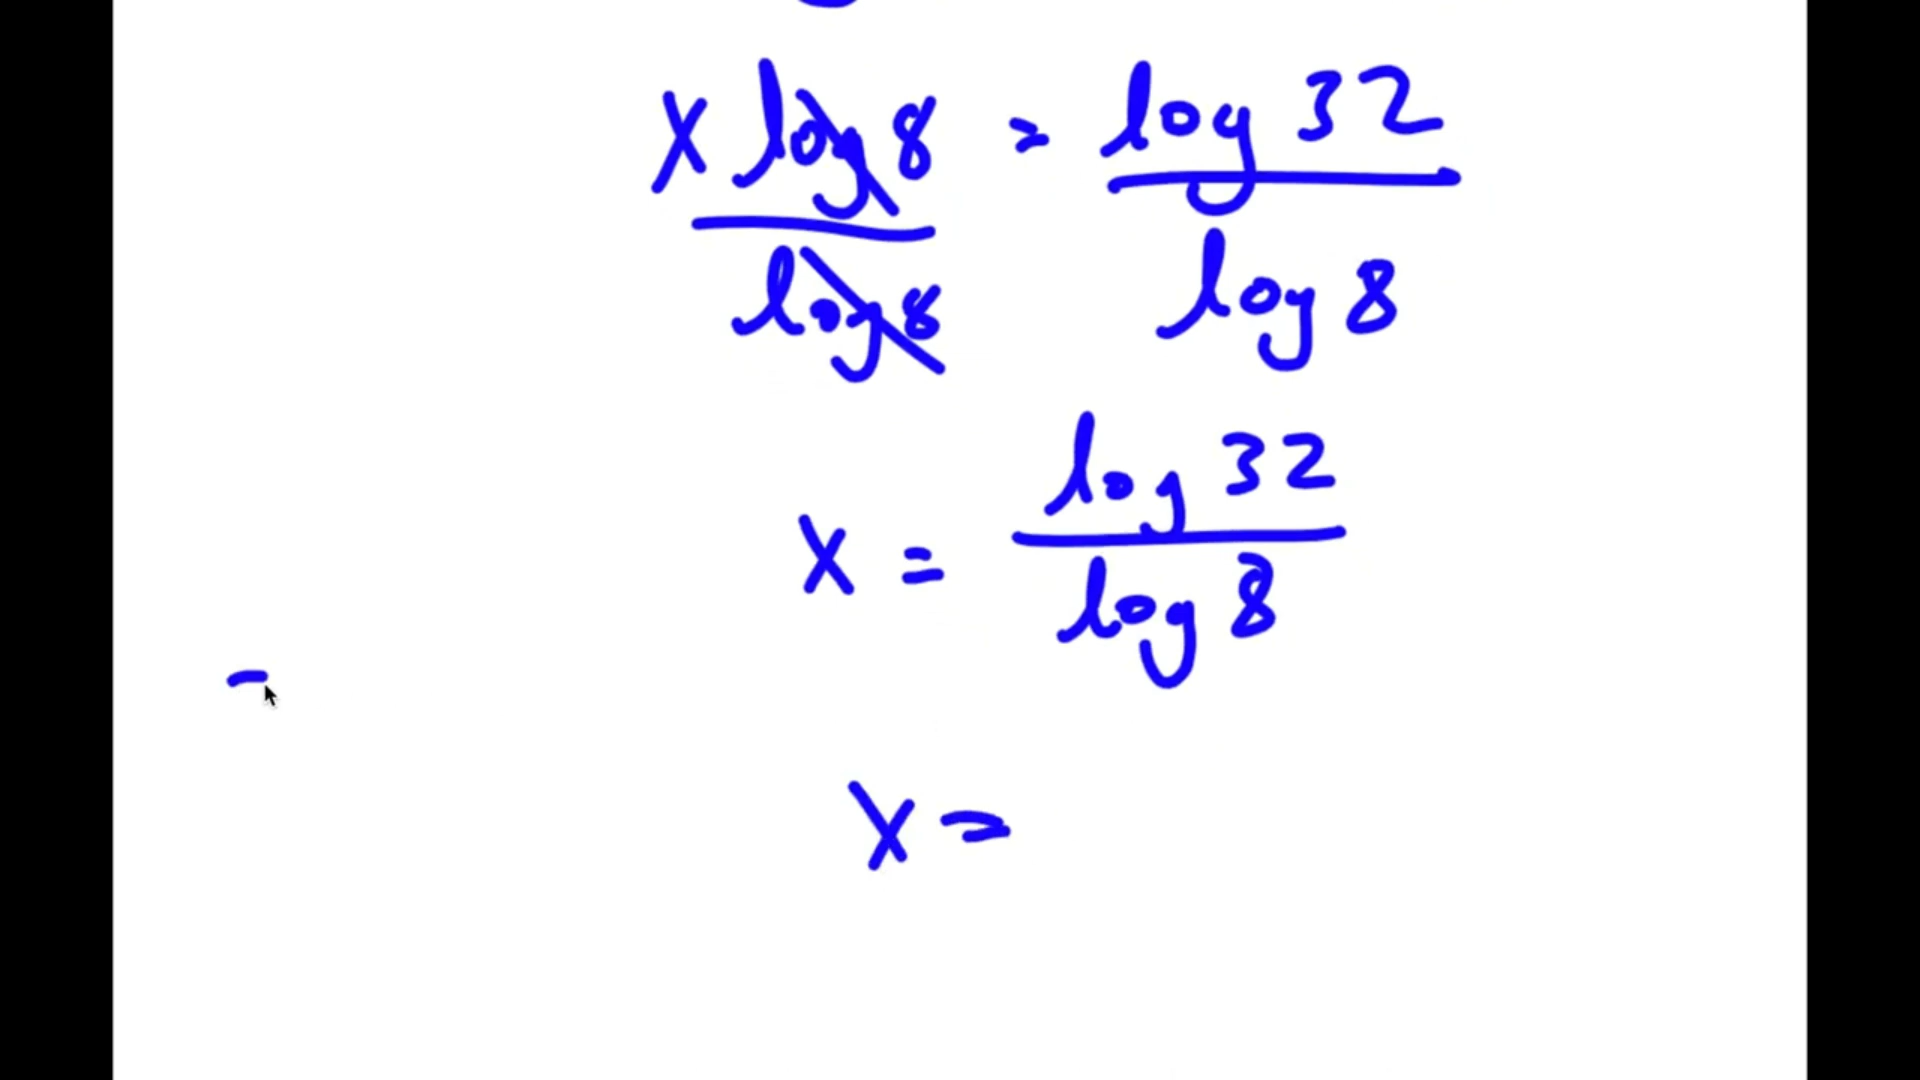 x log 8 = log 32
log 8 log 8
x = log 32
log 8
x =